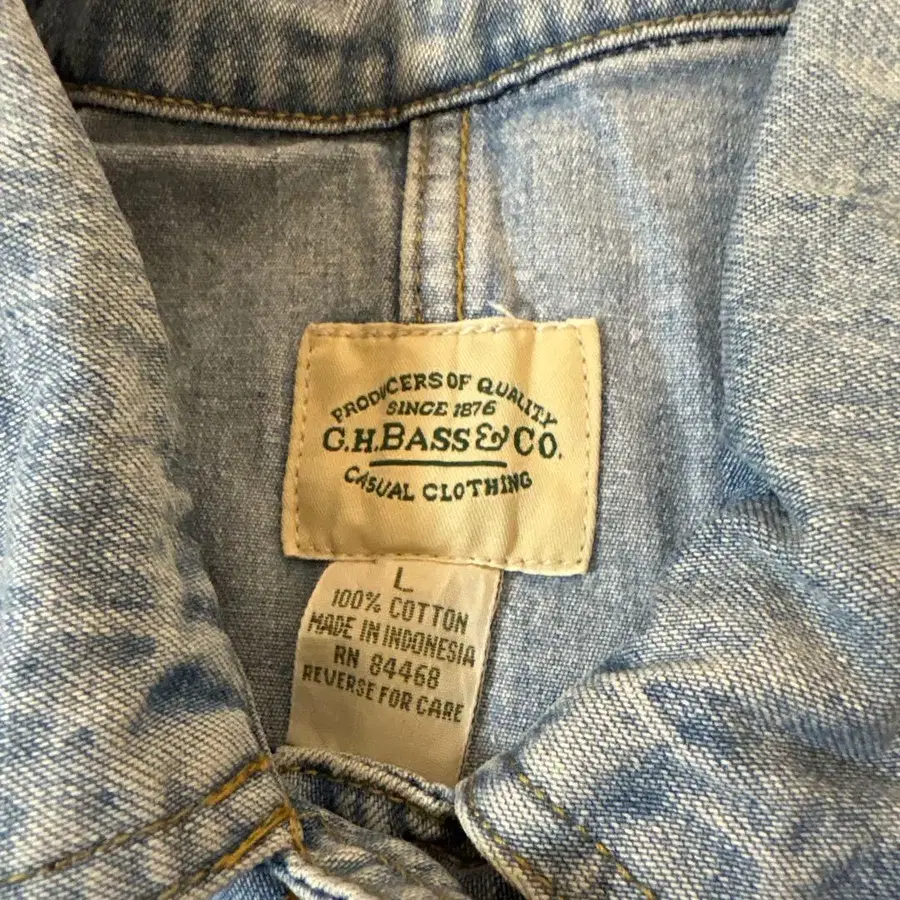 PRODUCERS OF QUALITY
SINCE 1876
G.H.BASS & CO.
CASUAL CLOTHING
L
100% COTTON
MADE IN INDONESIA
RN 84468
REVERSE FOR CARE